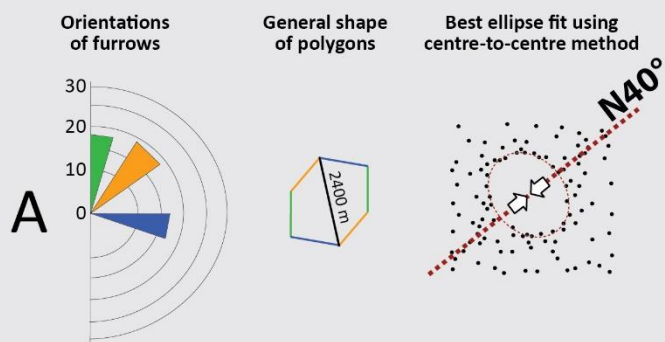 Orientations
of furrows
General shape
of polygons
Best ellipse fit using
centre-to-centre method
30
20
10
0
A
2400 m
N40°